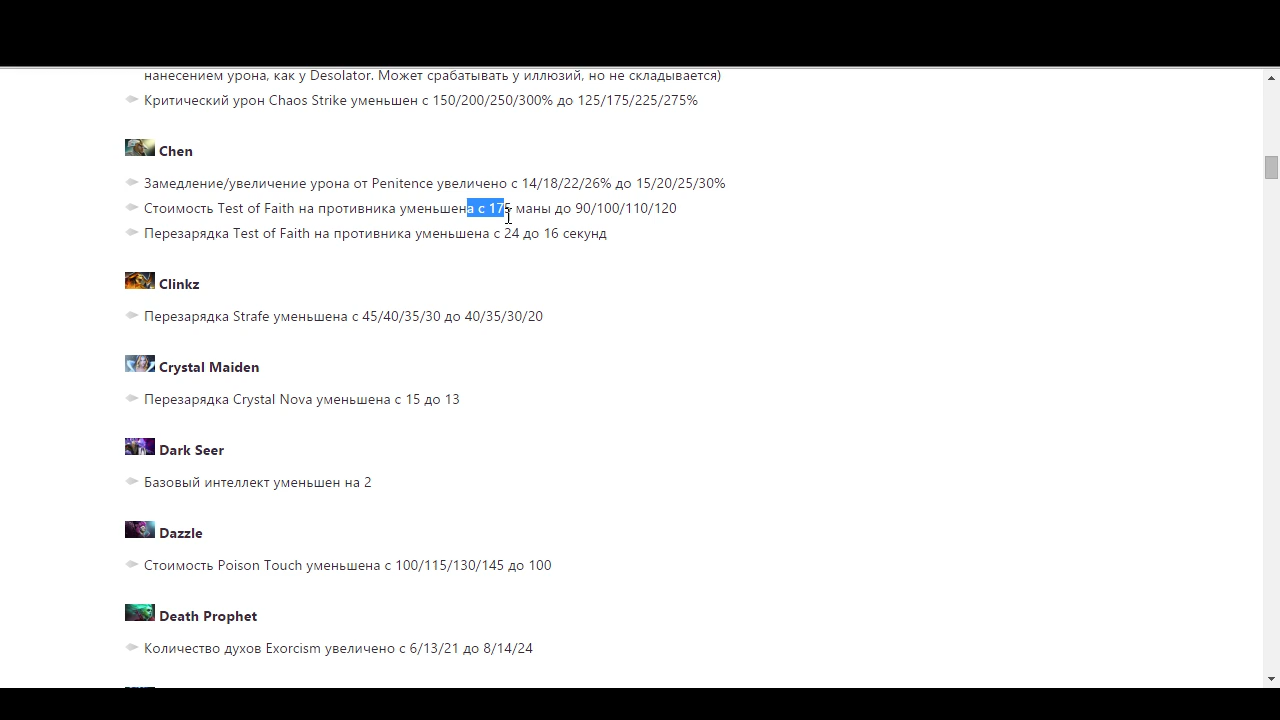 нанесением урона, как у Desolator. Может срабатывать у иллюзий, но не складывается)
Критический урон Chaos Strike уменьшен с 150/200/250/300% до 125/175/225/275%
Chen
Замедление/увеличение урона от Penitence увеличено с 14/18/22/26% до 15/20/25/30%
Стоимость Test of Faith на противника уменьшена с 175 маны до 90/100/110/120
Перезарядка Test of Faith на противника уменьшена с 24 до 16 секунд
Clinkz
Перезарядка Strafe уменьшена с 45/40/35/30 до 40/35/30/20
Crystal Maiden
Перезарядка Crystal Nova уменьшена с 15 до 13
Dark Seer
Базовый интеллект уменьшен на 2
Dazzle
Стоимость Poison Touch уменьшена с 100/115/130/145 до 100
Death Prophet
Количество духов Exorcism увеличено с 6/13/21 до 8/14/24